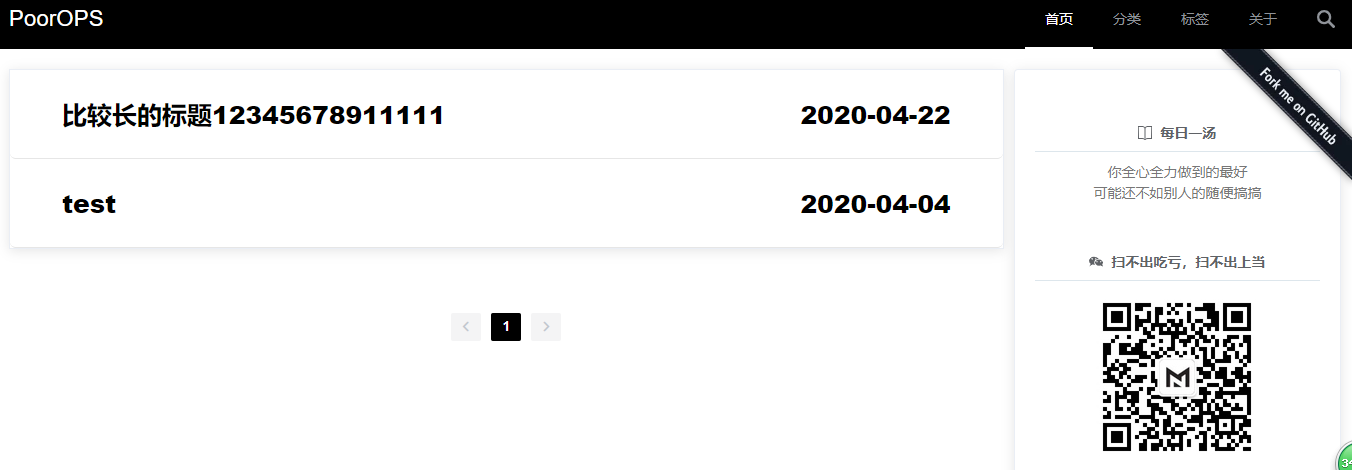 PoorOPS
首页 分类 标签 关于
比较长的标题12345678911111 2020-04-22
test 2020-04-04
1
Fork me on GitHub
每日一汤
你全心全力做到的最好
可能还不如别人的随便搞搞
扫不出吃亏，扫不出上当